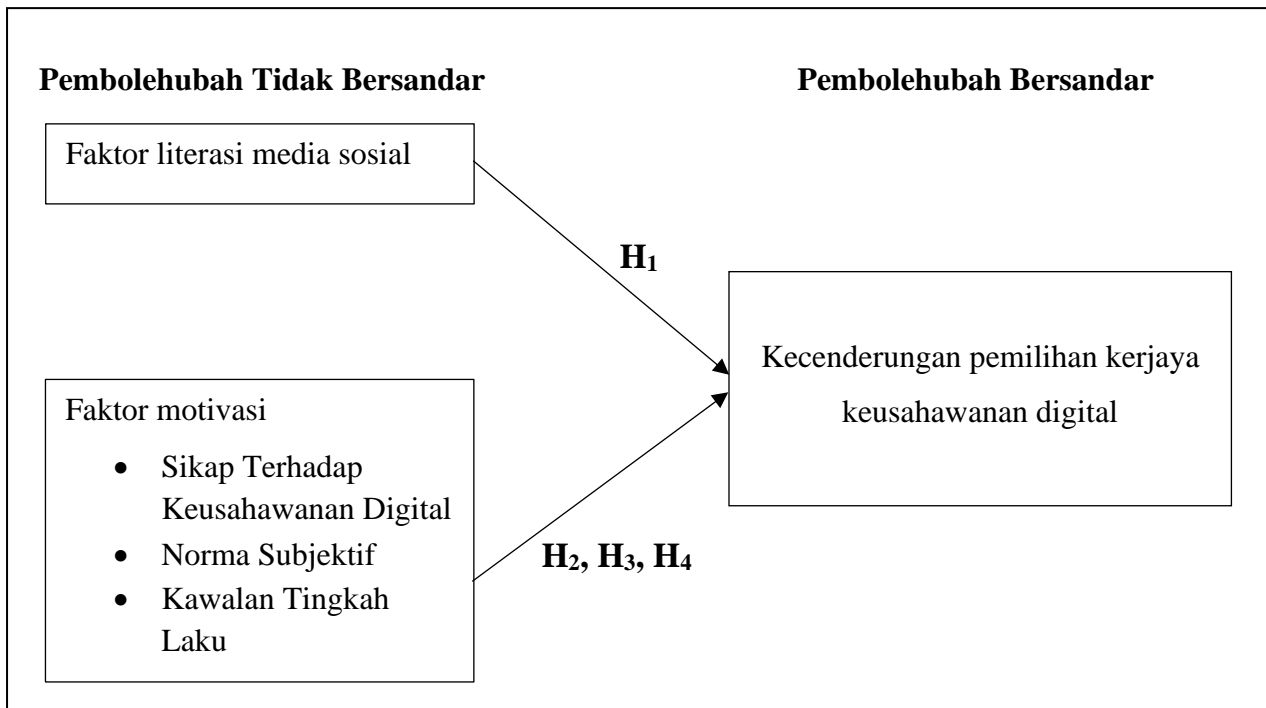 Pembolehubah Tidak Bersandar
Pembolehubah Bersandar
Faktor literasi media sosial
H₁
Kecenderungan pemilihan kerjaya
keusahawanan digital
Faktor motivasi
• Sikap Terhadap
Keusahawanan Digital
• Norma Subjektif
• Kawalan Tingkah
Laku
H₂, H₃, H₄